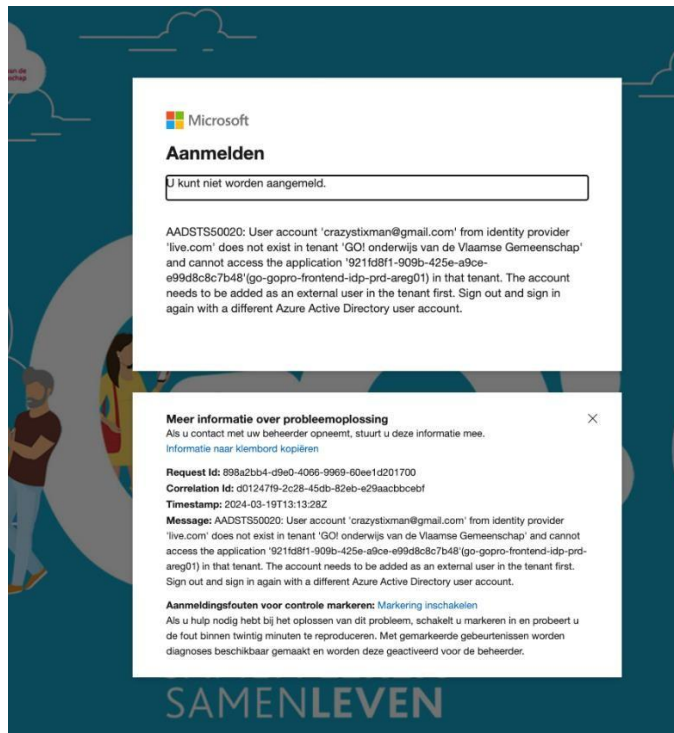 an de
schap
Microsoft
Aanmelden
U kunt niet worden aangemeld.
AADSTS50020: User account 'crazystixman@gmail.com' from identity provider
'live.com' does not exist in tenant 'GO! onderwijs van de Vlaamse Gemeenschap'
and cannot access the application '921fd8f1-909b-425e-a9ce-
e99d8c8c7b48'(go-gopro-frontend-idp-prd-areg01) in that tenant. The account
needs to be added as an external user in the tenant first. Sign out and sign in
again with a different Azure Active Directory user account.
Meer informatie over probleemoplossing
Als u contact met uw beheerder opneemt, stuurt u deze informatie mee.
Informatie naar klembord kopiëren
Request Id: 898a2bb4-d9e0-4066-9969-60ee1d201700
Correlation Id: d01247f9-2c28-45db-82eb-e29aacbbcebf
Timestamp: 2024-03-19T13:13:28Z
Message: AADSTS50020: User account 'crazystixman@gmail.com' from identity provider
'live.com' does not exist in tenant 'GO! onderwijs van de Vlaamse Gemeenschap' and cannot
access the application '921fd8f1-909b-425e-a9ce-e99d8c8c7b48'(go-gopro-frontend-idp-prd-
areg01) in that tenant. The account needs to be added as an external user in the tenant first.
Sign out and sign in again with a different Azure Active Directory user account.
Aanmeldingsfouten voor controle markeren: Markering inschakelen
Als u hulp nodig hebt bij het oplossen van dit probleem, schakelt u markeren in en probeert u
de fout binnen twintig minuten te reproduceren. Met gemarkeerde gebeurtenissen worden
diagnoses beschikbaar gemaakt en worden deze geactiveerd voor de beheerder.
SAMENLEVEN